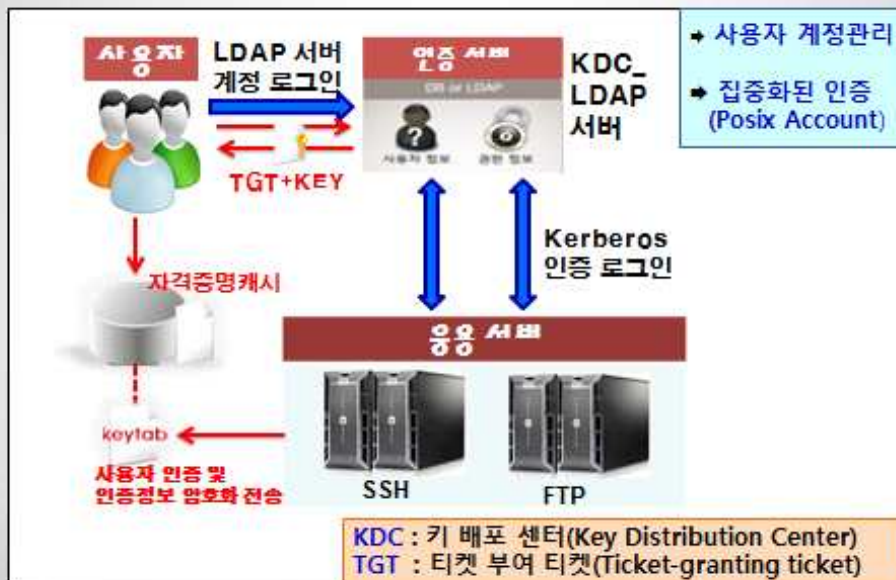 사용자
LDAP 서버
계정 로그인
인증 서버
DB or LDAP
사용자 정보
권한 정보
KDC_
LDAP
서버
➡ 사용자 계정관리
➡ 집중화된 인증
(Posix Account)
TGT+KEY
Kerberos
인증 로그인
자격증명캐시
응용 서버
keytab
사용자 인증 및
인증정보 암호화 전송
SSH
FTP
KDC : 키 배포 센터(Key Distribution Center)
TGT : 티켓 부여 티켓(Ticket-granting ticket)